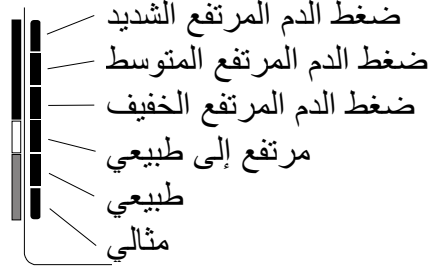 ضغط الدم المرتفع الشديد
ضغط الدم المرتفع المتوسط
ضغط الدم المرتفع الخفيف
مرتفع إلى طبيعي
طبيعي
مثالي